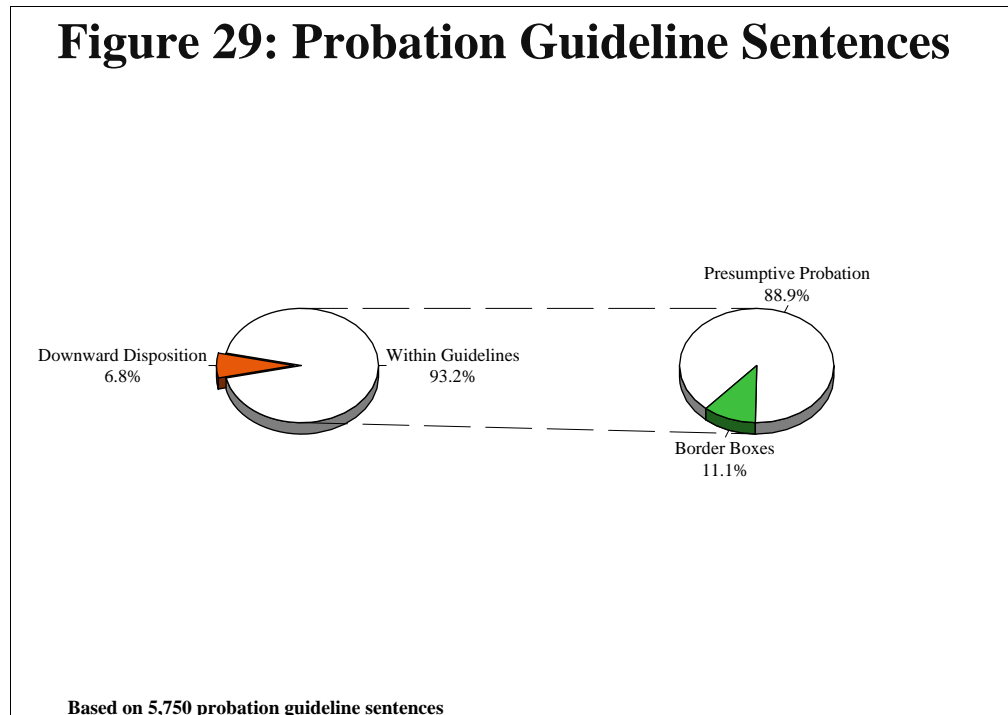 Figure 29: Probation Guideline Sentences
Presumptive Probation
88.9%
Downward Disposition
6.8%
Within Guidelines
93.2%
Border Boxes
11.1%
Based on 5,750 probation guideline sentences